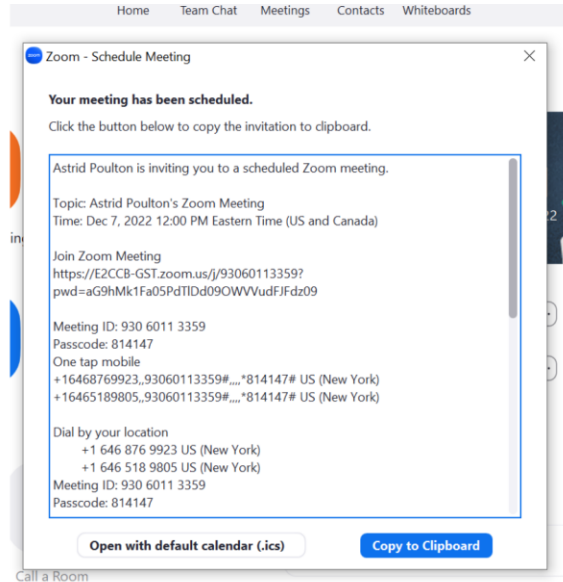 Home Team Chat Meetings Contacts Whiteboards
zoom Zoom - Schedule Meeting
Your meeting has been scheduled.
Click the button below to copy the invitation to clipboard.
Astrid Poulton is inviting you to a scheduled Zoom meeting.
Topic: Astrid Poulton's Zoom Meeting
Time: Dec 7, 2022 12:00 PM Eastern Time (US and Canada)
Join Zoom Meeting
https://E2CCB-GST.zoom.us/j/93060113359?
pwd=aG9hMk1Fa05PdTlDd09OWVVudFJFdz09
Meeting ID: 930 6011 3359
Passcode: 814147
One tap mobile
+16468769923,,93060113359#,,,,*814147# US (New York)
+16465189805,,93060113359#,,,,*814147# US (New York)
Dial by your location
+1 646 876 9923 US (New York)
+1 646 518 9805 US (New York)
Meeting ID: 930 6011 3359
Passcode: 814147
Open with default calendar (.ics) Copy to Clipboard
Call a Room